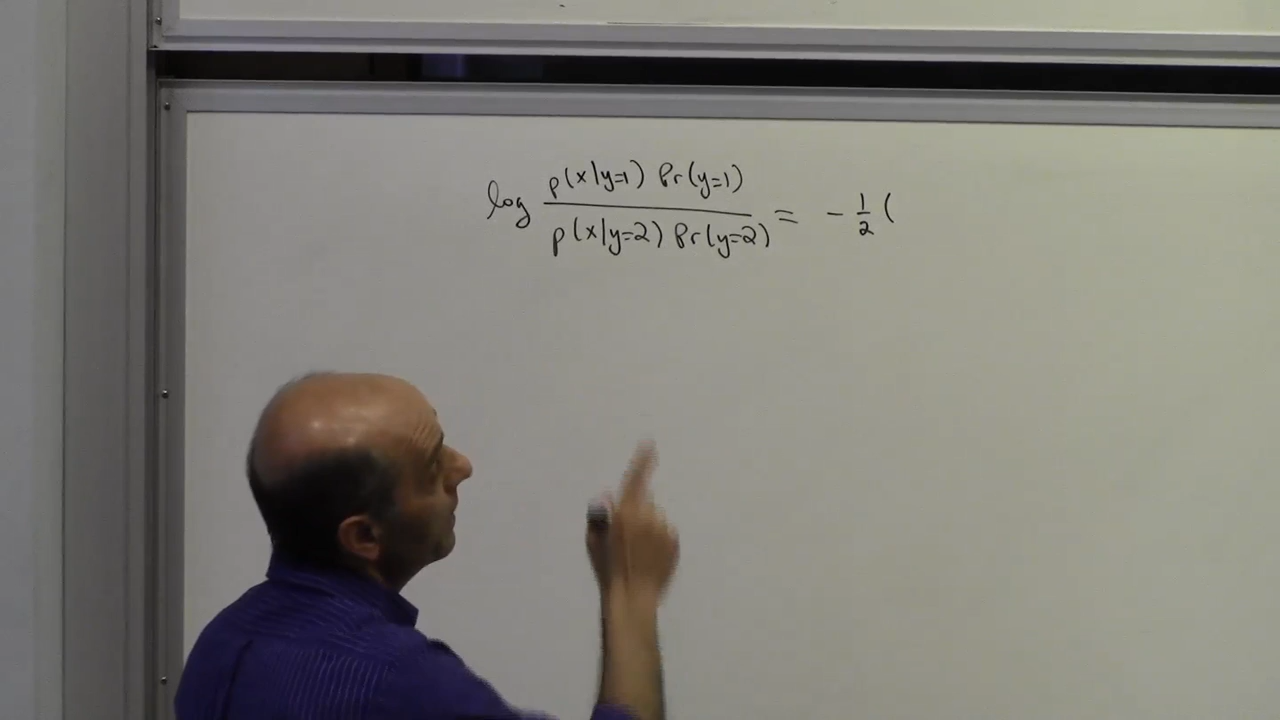 log p(x|y=1) Pr(y=1) / p(x|y=2) Pr(y=2) = - 1/2 (